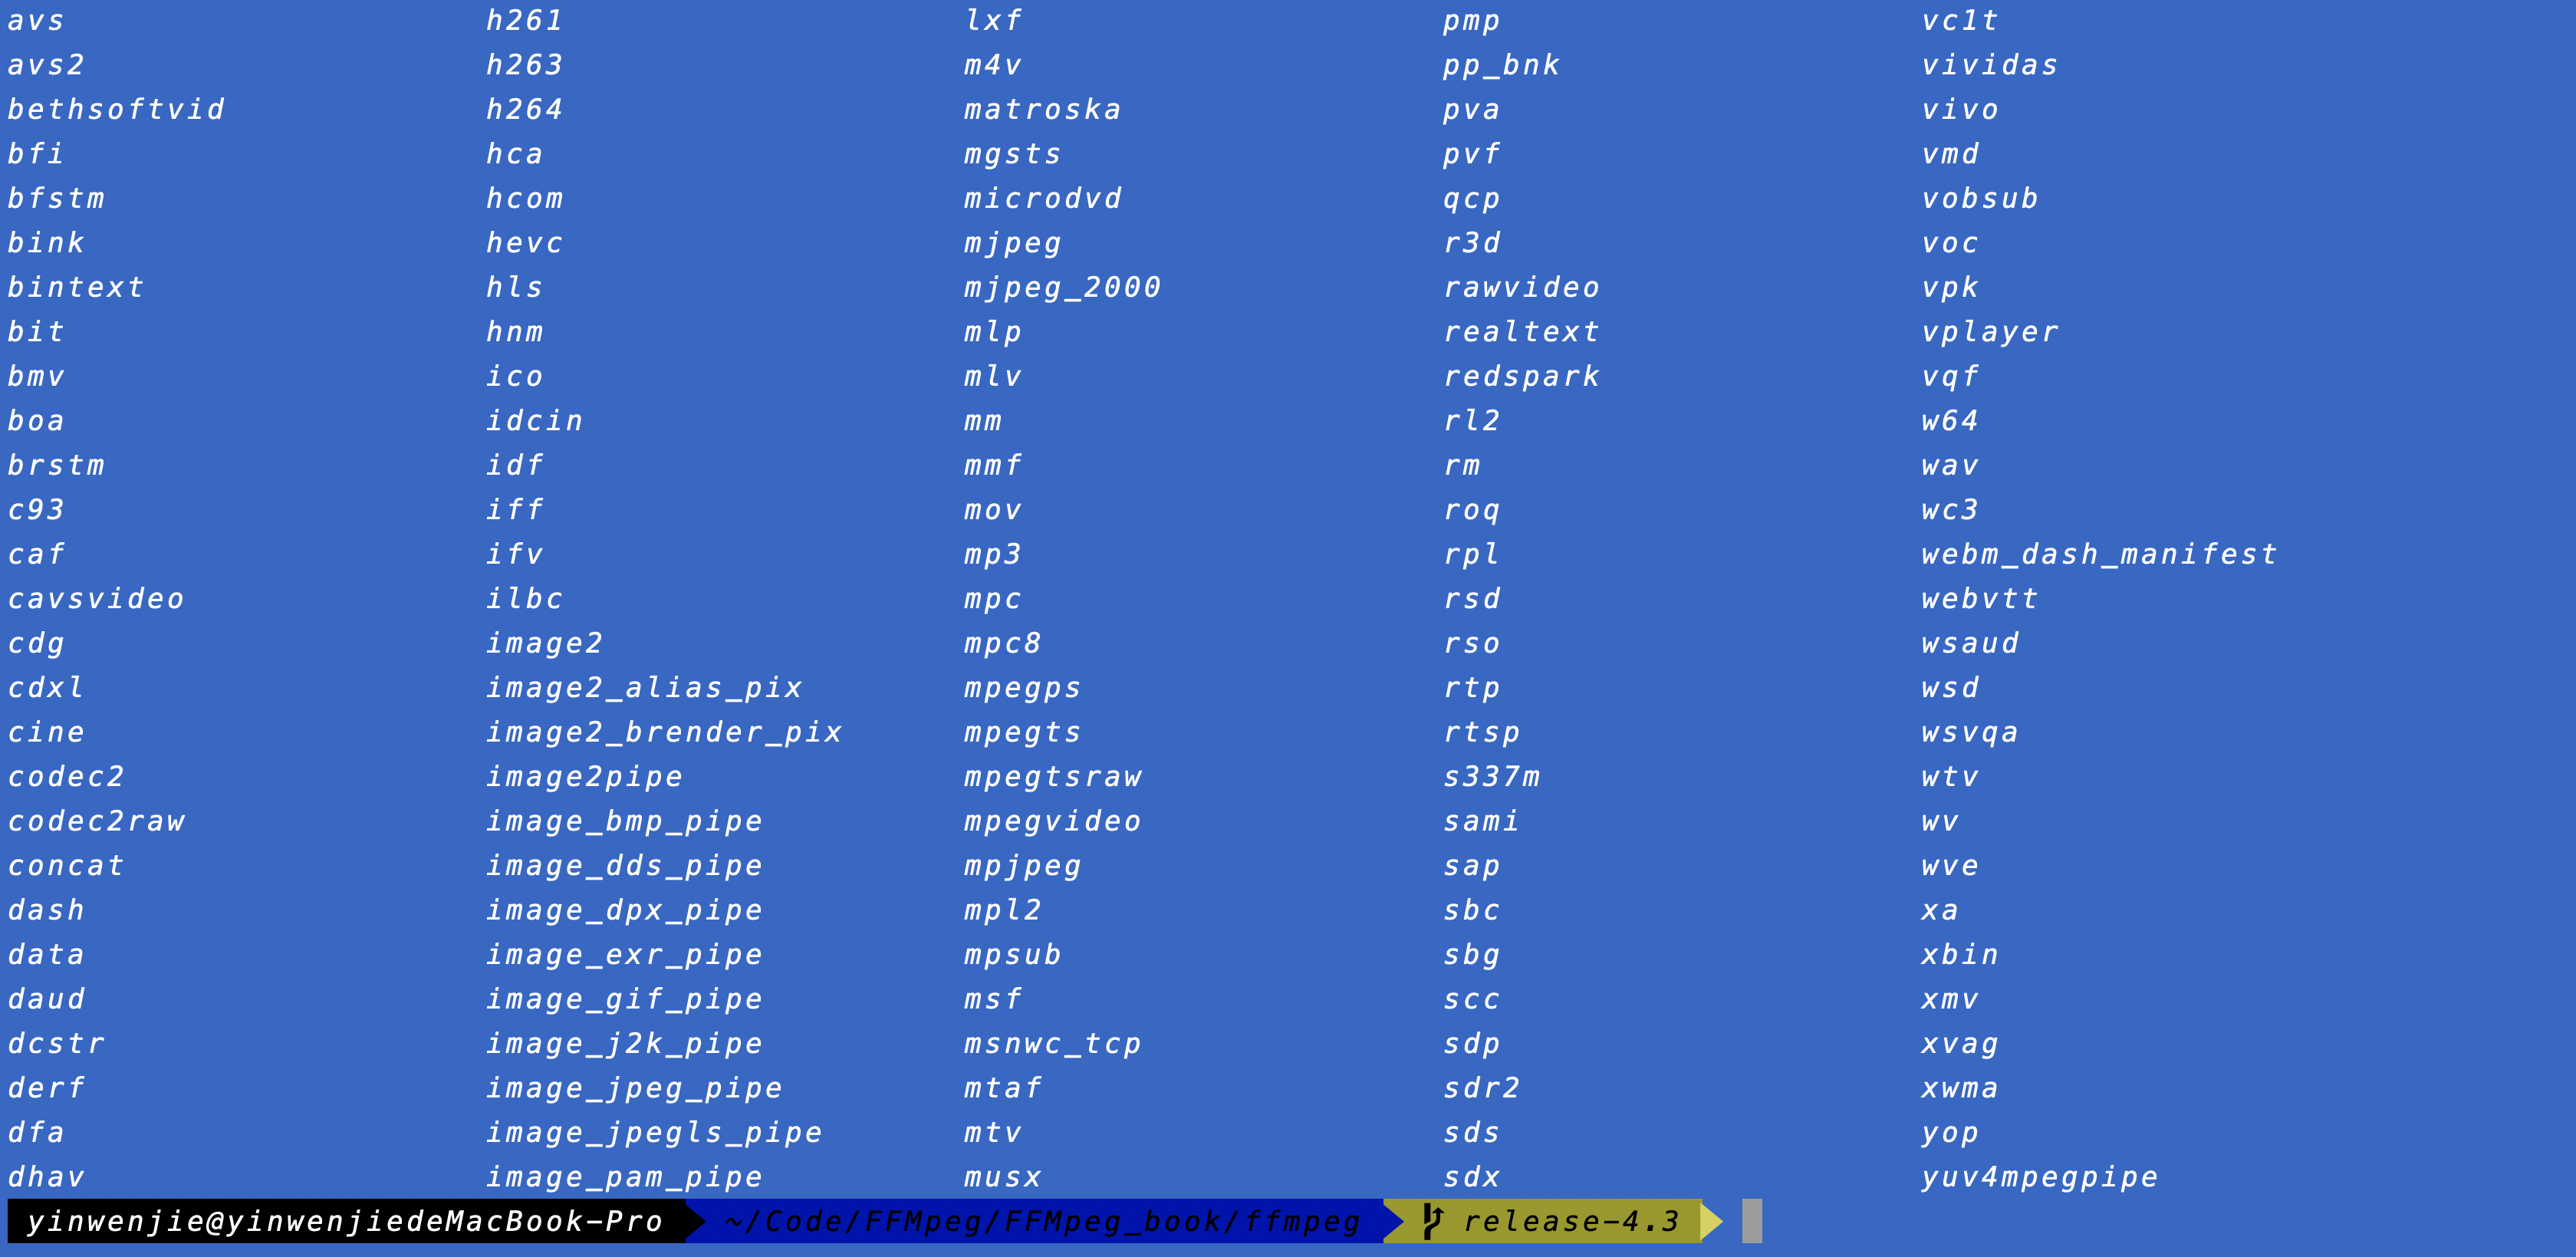 avs h261 lxf pmp vc1t
avs2 h263 m4v pp_bnk vividas
bethsoftvid h264 matroska pva vivo
bfi hca mgsts pvf vmd
bfstm hcom microdvd qcp vobsub
bink hevc mjpeg r3d voc
bintext hls mjpeg_2000 rawvideo vpk
bit hnm mlp realtext vplayer
bmv ico mlv redspark vqf
boa idcin mm rl2 w64
brstm idf mmf rm wav
c93 iff mov roq wc3
caf ifv mp3 rpl webm_dash_manifest
cavsvideo ilbc mpc rsd webvtt
cdg image2 mpc8 rso wsaud
cdxl image2_alias_pix mpegps rtp wsd
cine image2_brender_pix mpegts rtsp wsvqa
codec2 image2pipe mpegtsraw s337m wtv
codec2raw image_bmp_pipe mpegvideo sami wv
concat image_dds_pipe mpjpeg sap wve
dash image_dpx_pipe mpl2 sbc xa
data image_exr_pipe mpsub sbg xbin
daud image_gif_pipe msf scc xmv
dcstr image_j2k_pipe msnwc_tcp sdp xvag
derf image_jpeg_pipe mtaf sdr2 xwma
dfa image_jpegls_pipe mtv sds yop
dhav image_pam_pipe musx sdx yuv4mpegpipe
yinwenjie@yinwenjiedeMacBook-Pro ~/Code/FFMpeg/FFMpeg_book/ffmpeg release-4.3